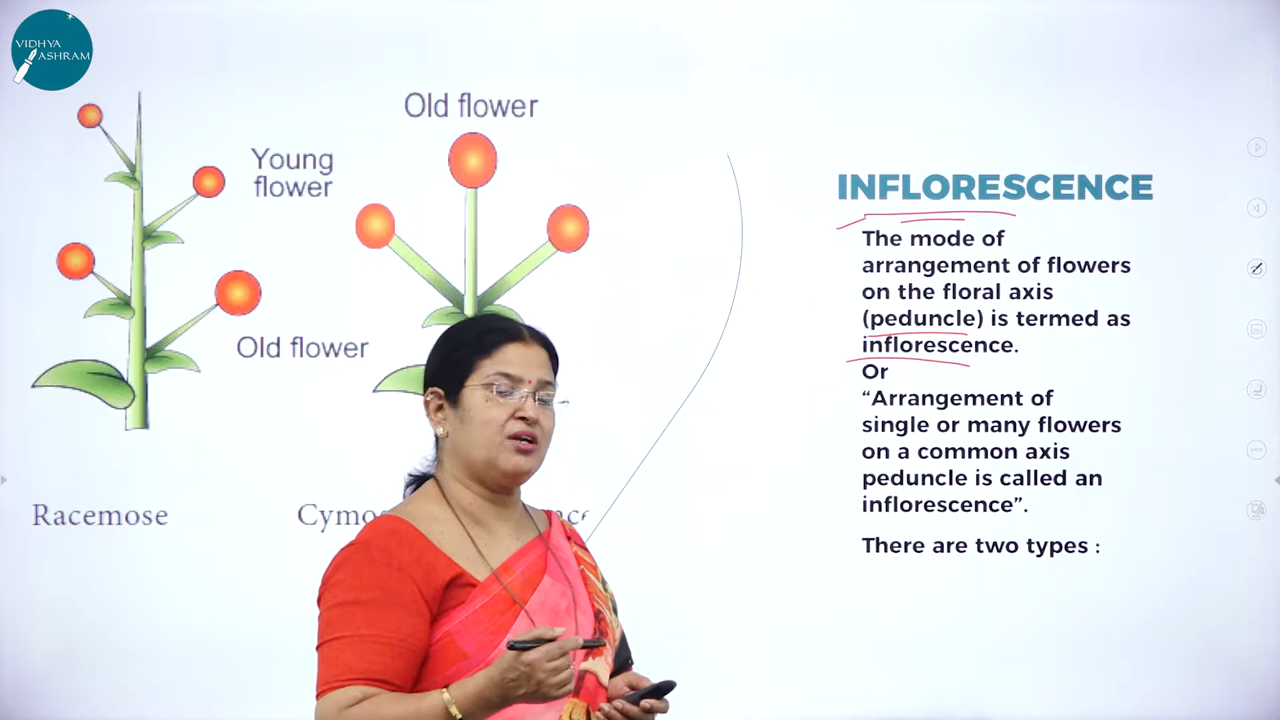 VIDHYA
ASHRAM
Old flower
Young
flower
Old flower
Racemose
INFLORESCENCE
The mode of
arrangement of flowers
on the floral axis
(peduncle) is termed as
inflorescence.
Or
“Arrangement of
single or many flowers
on a common axis
peduncle is called an
inflorescence”.
There are two types :